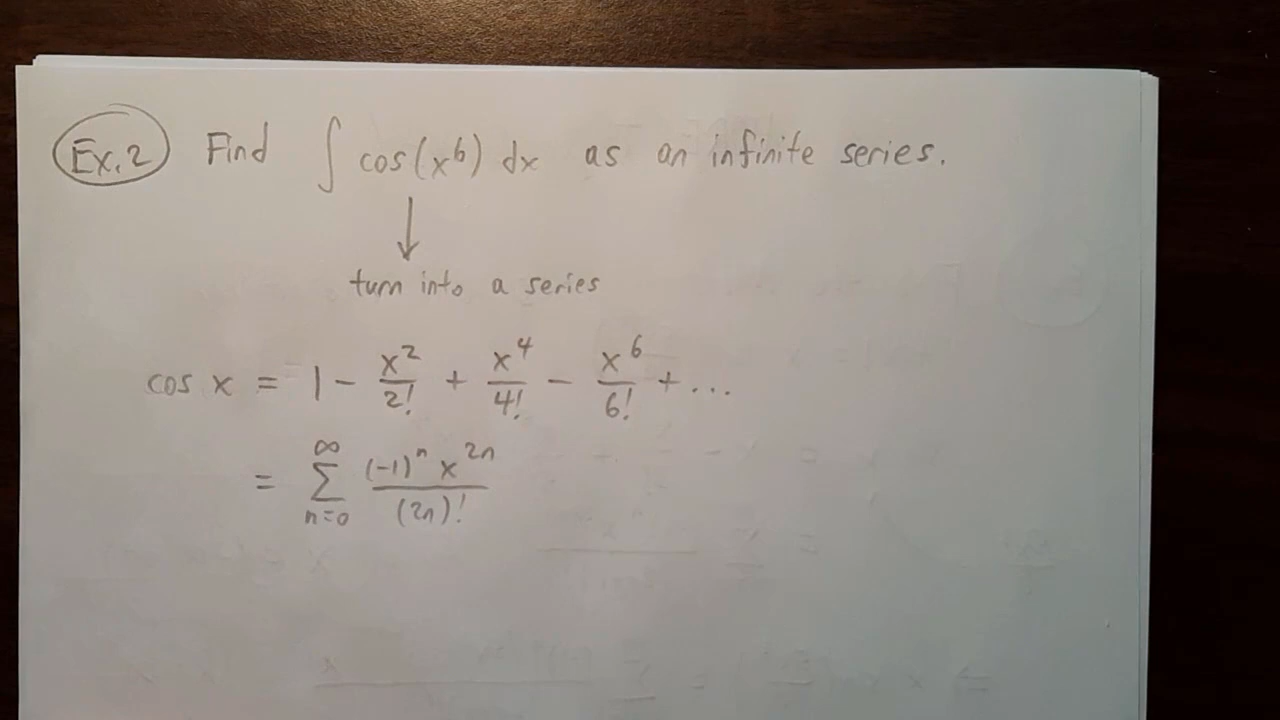 Ex. 2 Find ∫ cos(x⁶) dx as an infinite series.
↓
turn into a series
cos x = 1 - x²/2! + x⁴/4! - x⁶/6! + ...
= ∑_{n=0}^{∞} (-1)ⁿ x²ⁿ/(2n)!